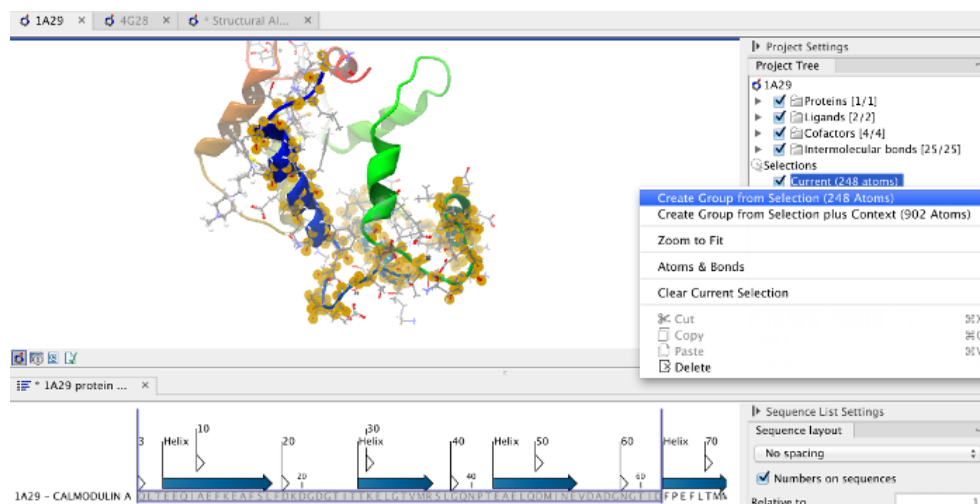 1A29
4G28
* Structural Al...
Project Settings
Project Tree
1A29
Proteins [1/1]
Ligands [2/2]
Cofactors [4/4]
Intermolecular bonds [25/25]
Selections
Current (248 atoms)
Create Group from Selection (248 Atoms)
Create Group from Selection plus Context (902 Atoms)
Zoom to Fit
Atoms & Bonds
Clear Current Selection
Cut
Copy
Paste
Delete
* 1A29 protein ...
Sequence List Settings
Sequence layout
No spacing
Numbers on sequences
Relative to
10 30 50 70
3 Helix 20 Helix 40 Helix 60 Helix
20 40 60
1A29 - CALMODULIN A QLTEEQIAEFKEAFSLFDKDGDGTITTKELGTVMRSLGQNPTEAELQDMINEVDADGNGTIDFPEFLTMM